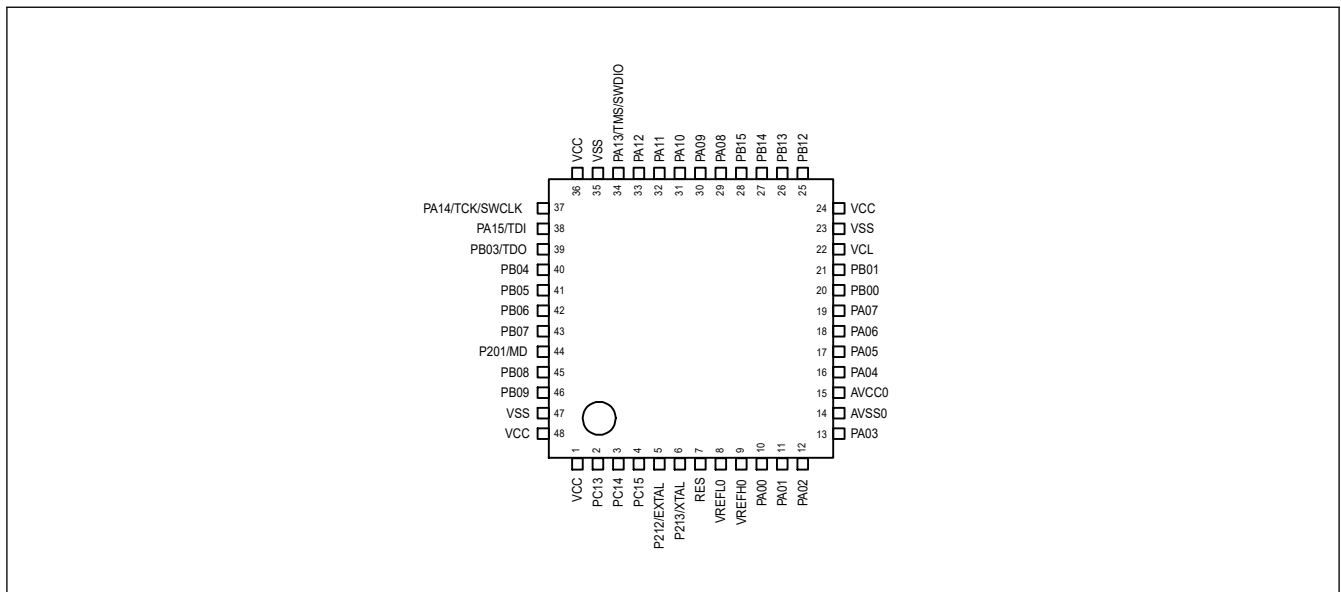 VCC
VSS
PA13/TMS/SWDIO
PA12
PA11
PA10
PA09
PA08
PB15
PB14
PB13
PB12
36
35
34
33
32
31
30
29
28
27
26
25
PA14/TCK/SWCLK 37
PA15/TDI 38
PB03/TDO 39
PB04 40
PB05 41
PB06 42
PB07 43
P201/MD 44
PB08 45
PB09 46
VSS 47
VCC 48
24 VCC
23 VSS
22 VCL
21 PB01
20 PB00
19 PA07
18 PA06
17 PA05
16 PA04
15 AVCC0
14 AVSS0
13 PA03
1
2
3
4
5
6
7
8
9
10
11
12
VCC
PC13
PC14
PC15
P212/EXTAL
P213/XTAL
RES
VREFL0
VREFH0
PA00
PA01
PA02